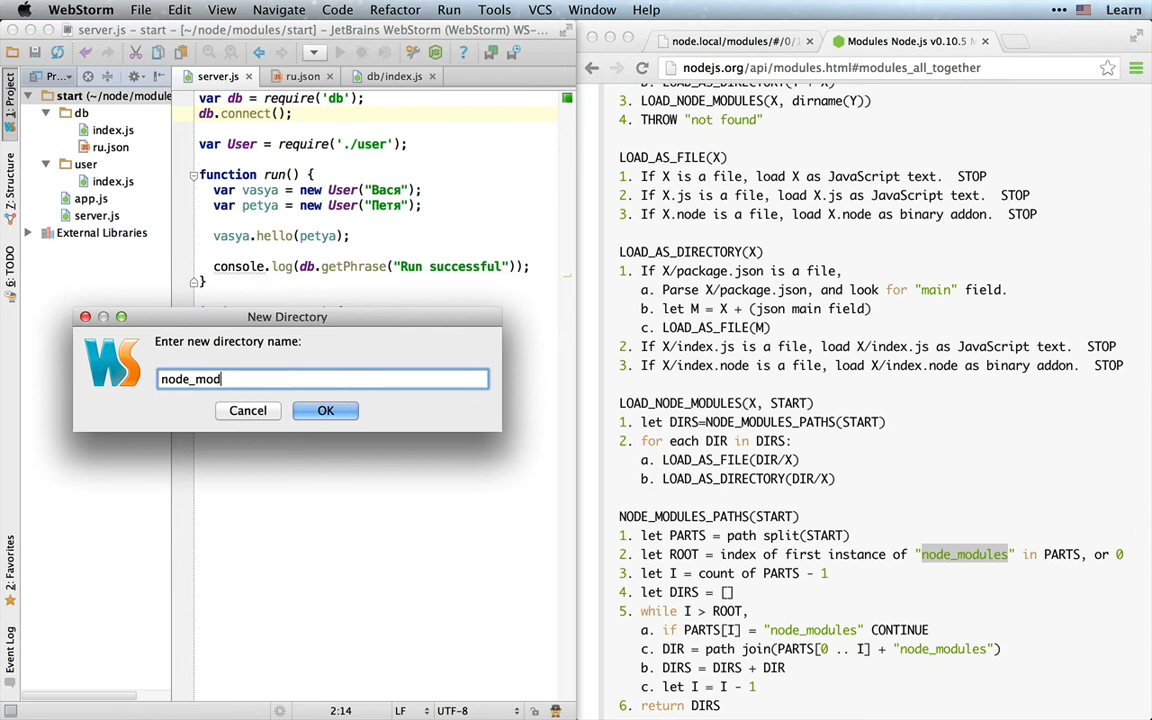 WebStorm File Edit View Navigate Code Refactor Run Tools VCS Window Help ••• Learn
server.js – start – [~/node/modules/start] – JetBrains WebStorm (WebStorm) WS-...
node.local/modules/#/0/1
Modules Node.js v0.10.5
nodejs.org/api/modules.html#modules_all_together
1: Project
Z: Structure
6: TODO
2: Favorites
Event Log
Pr...
server.js
ru.json
db/index.js
start (~/node/module
db
index.js
ru.json
user
index.js
app.js
server.js
External Libraries
var db = require('db');
db.connect();
var User = require('./user');
function run() {
var vasya = new User("Вася");
var petya = new User("Петя");
vasya.hello(petya);
console.log(db.getPhrase("Run successful"));
}
New Directory
Enter new directory name:
WS
node_mod
Cancel
OK
3. LOAD_NODE_MODULES(X, dirname(Y))
4. THROW "not found"
LOAD_AS_FILE(X)
1. If X is a file, load X as JavaScript text.  STOP
2. If X.js is a file, load X.js as JavaScript text.  STOP
3. If X.node is a file, load X.node as binary addon.  STOP
LOAD_AS_DIRECTORY(X)
1. If X/package.json is a file,
a. Parse X/package.json, and look for "main" field.
b. let M = X + (json main field)
c. LOAD_AS_FILE(M)
2. If X/index.js is a file, load X/index.js as JavaScript text.  STOP
3. If X/index.node is a file, load X/index.node as binary addon.  STOP
LOAD_NODE_MODULES(X, START)
1. let DIRS=NODE_MODULES_PATHS(START)
2. for each DIR in DIRS:
a. LOAD_AS_FILE(DIR/X)
b. LOAD_AS_DIRECTORY(DIR/X)
NODE_MODULES_PATHS(START)
1. let PARTS = path split(START)
2. let ROOT = index of first instance of "node_modules" in PARTS, or 0
3. let I = count of PARTS - 1
4. let DIRS = []
5. while I > ROOT,
a. if PARTS[I] = "node_modules" CONTINUE
c. DIR = path join(PARTS[0 .. I] + "node_modules")
b. DIRS = DIRS + DIR
c. let I = I - 1
6. return DIRS
2:14
LF
UTF-8